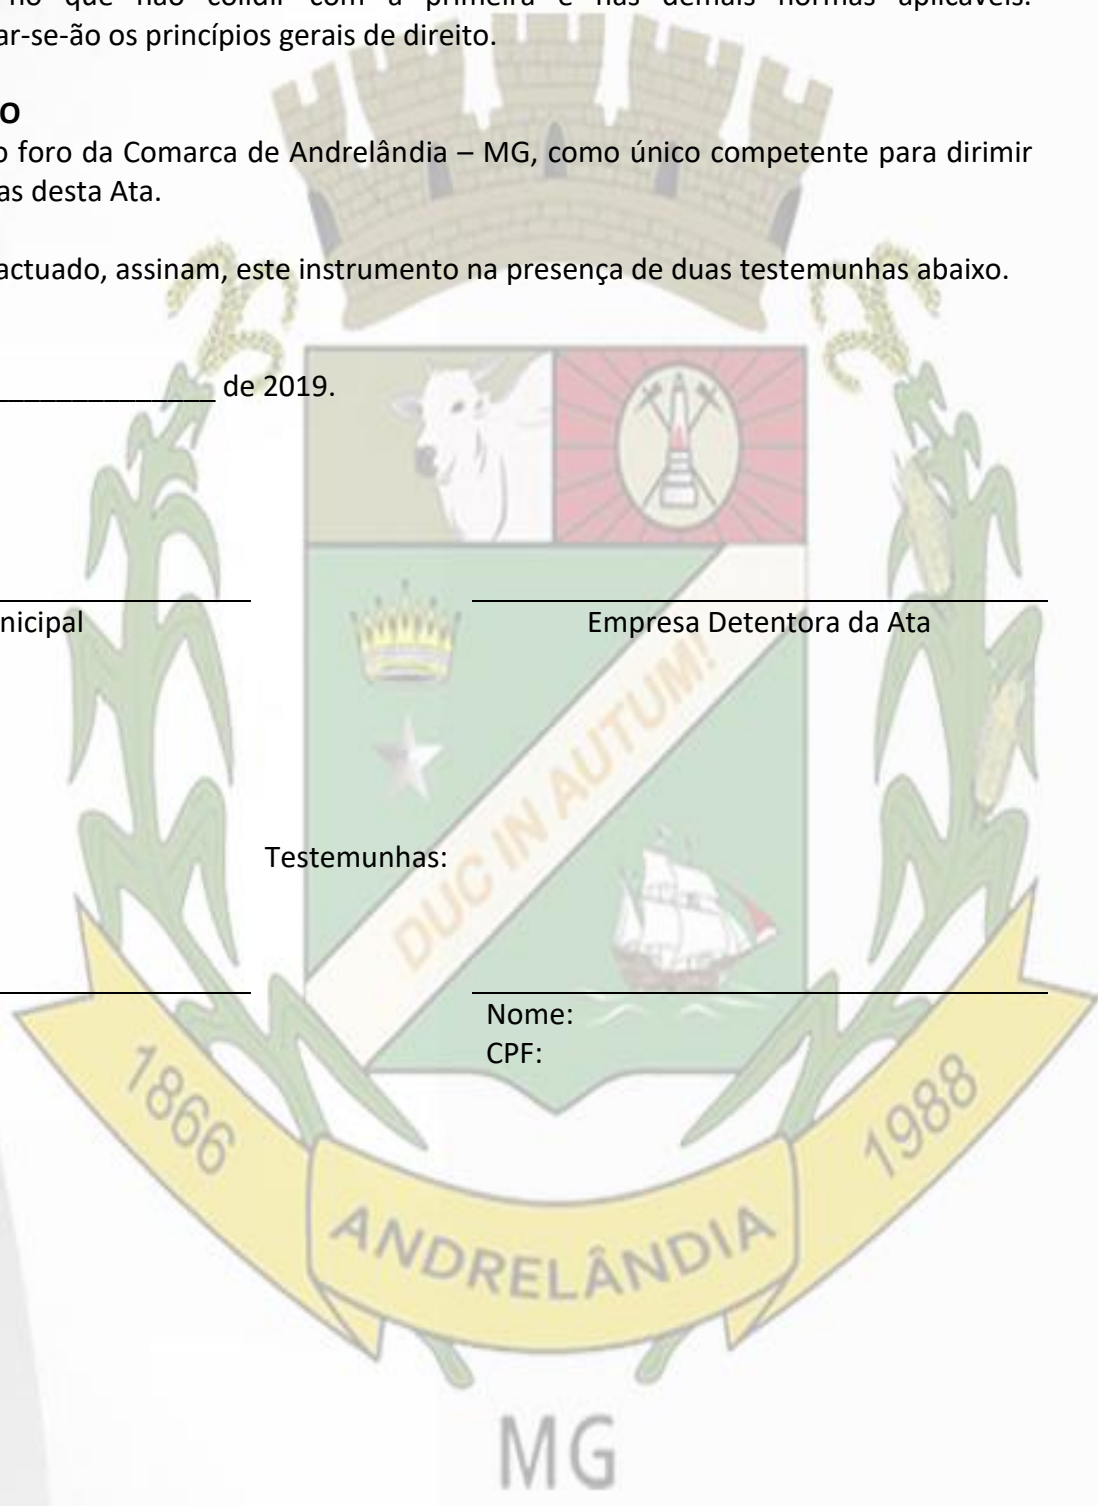 no que não colidir com a primeira e nas demais normas aplicáveis.
ar-se-ão os princípios gerais de direito.
O
o foro da Comarca de Andrelândia – MG, como único competente para dirimir
as desta Ata.
actuado, assinam, este instrumento na presença de duas testemunhas abaixo.
_______________ de 2019.
nicipal
Empresa Detentora da Ata
DUC IN AUTUM!
Testemunhas:
Nome:
CPF:
1866
1988
ANDRELÂNDIA
MG